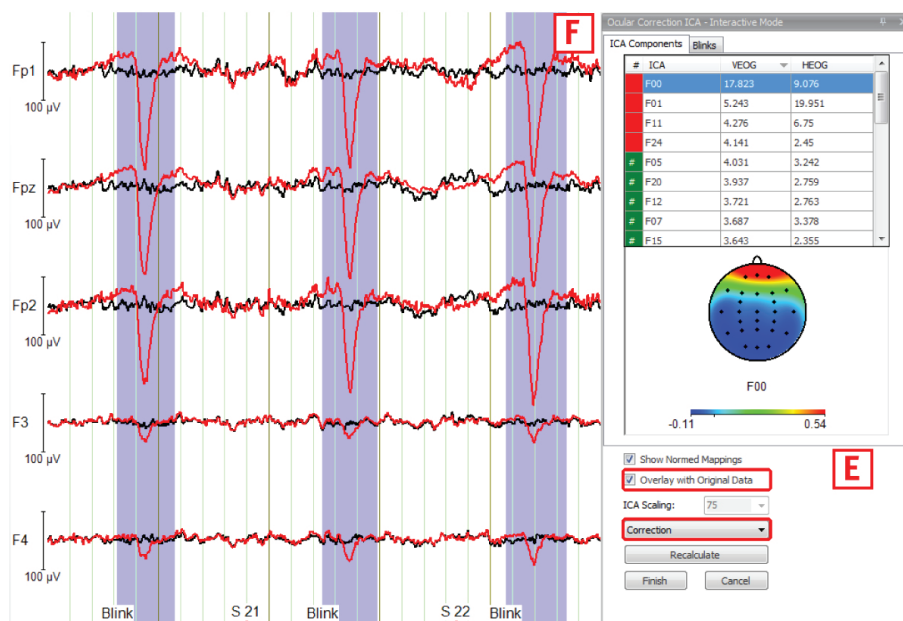 F
Fp1
100 µV
Fpz
100 µV
Fp2
100 µV
F3
100 µV
F4
100 µV
Blink S 21 Blink S 22 Blink
Ocular Correction ICA - Interactive Mode
ICA Components Blinks
# ICA VEOG HEOG
F00 17.823 9.076
F01 5.243 19.951
F11 4.276 6.75
F24 4.141 2.45
# F05 4.031 3.242
# F20 3.937 2.759
# F12 3.721 2.763
# F07 3.687 3.378
# F15 3.643 2.355
F00
-0.11 0.54
Show Normed Mappings
E
Overlay with Original Data
ICA Scaling: 75
Correction
Recalculate
Finish Cancel